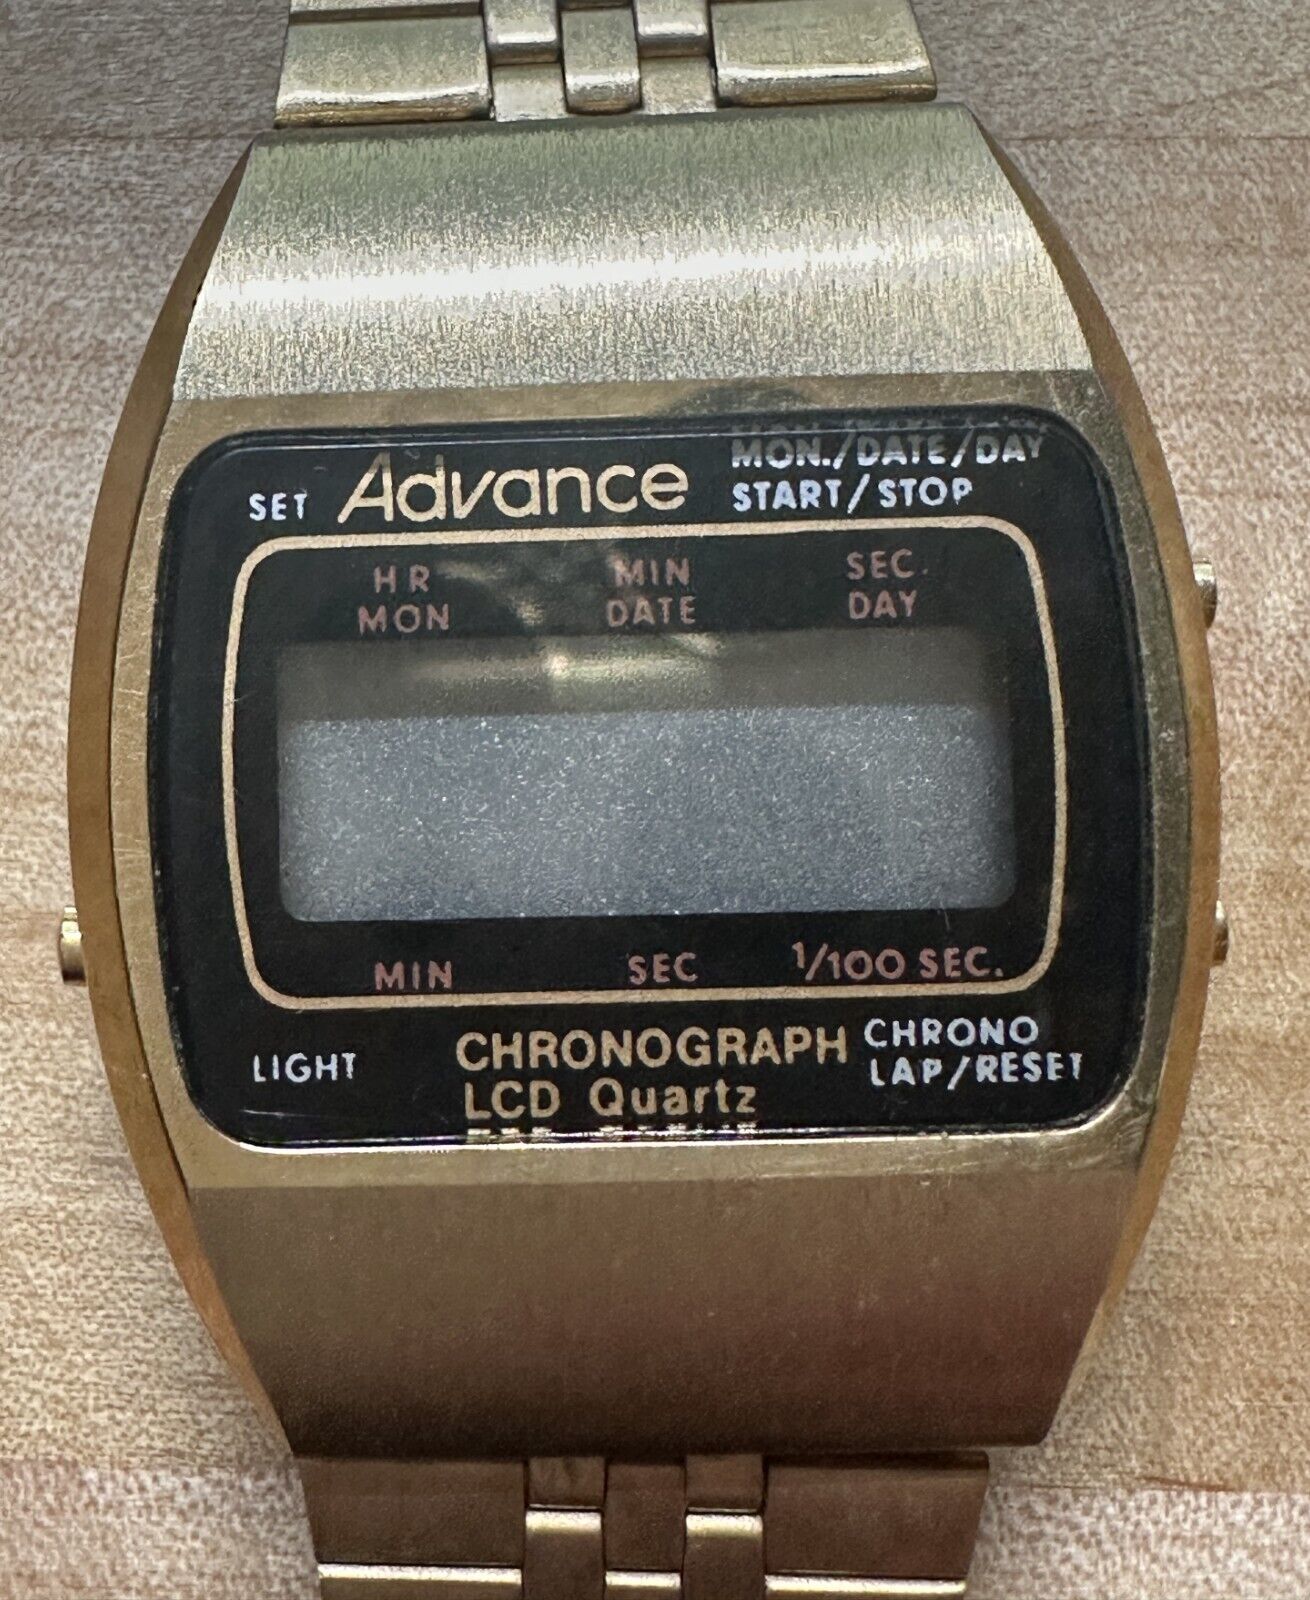 MON./DATE/DAY
SET Advance START/STOP
HR MIN SEC.
MON DATE DAY
MIN SEC 1/100 SEC.
CHRONOGRAPH CHRONO
LIGHT LCD Quartz LAP/RESET